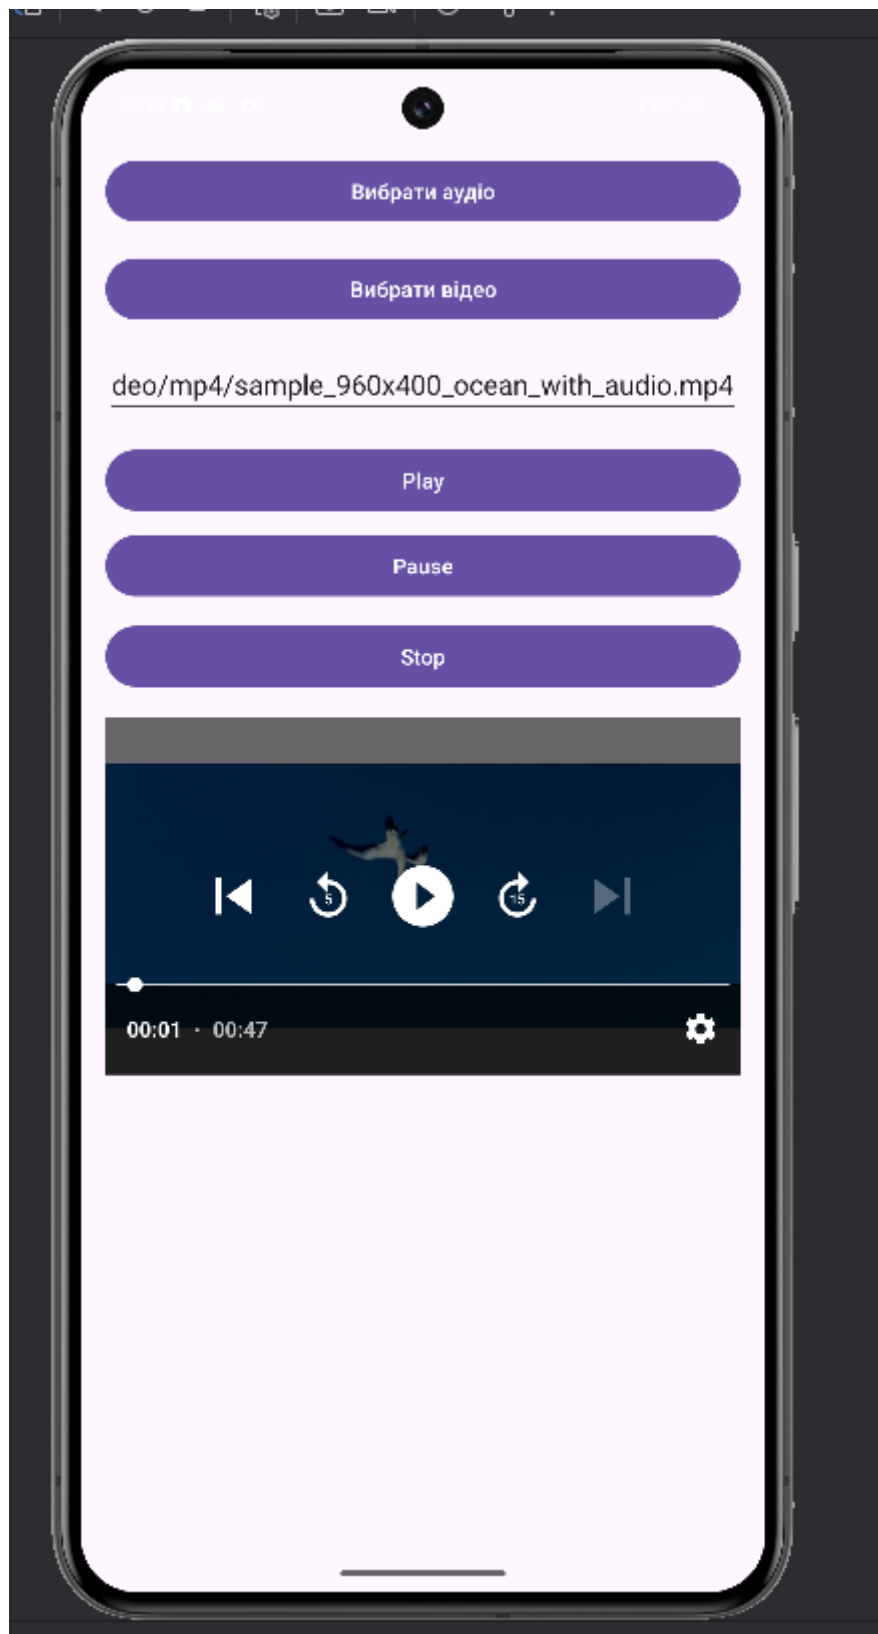 Вибрати аудіо
Вибрати відео
deo/mp4/sample_960x400_ocean_with_audio.mp4
Play
Pause
Stop
5
15
00:01 · 00:47